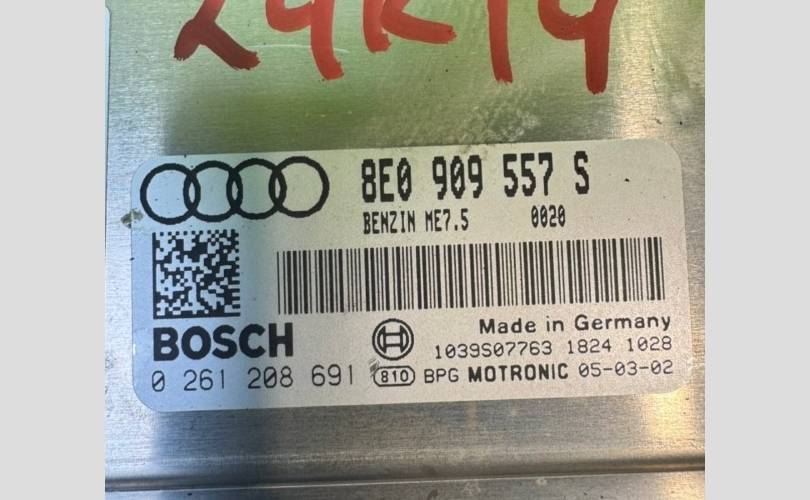 8E0 909 557 S
BENZIN ME7.5 0020
BOSCH
Made in Germany
1039S07763 1824 1028
0 261 208 691 810 BPG MOTRONIC 05-03-02